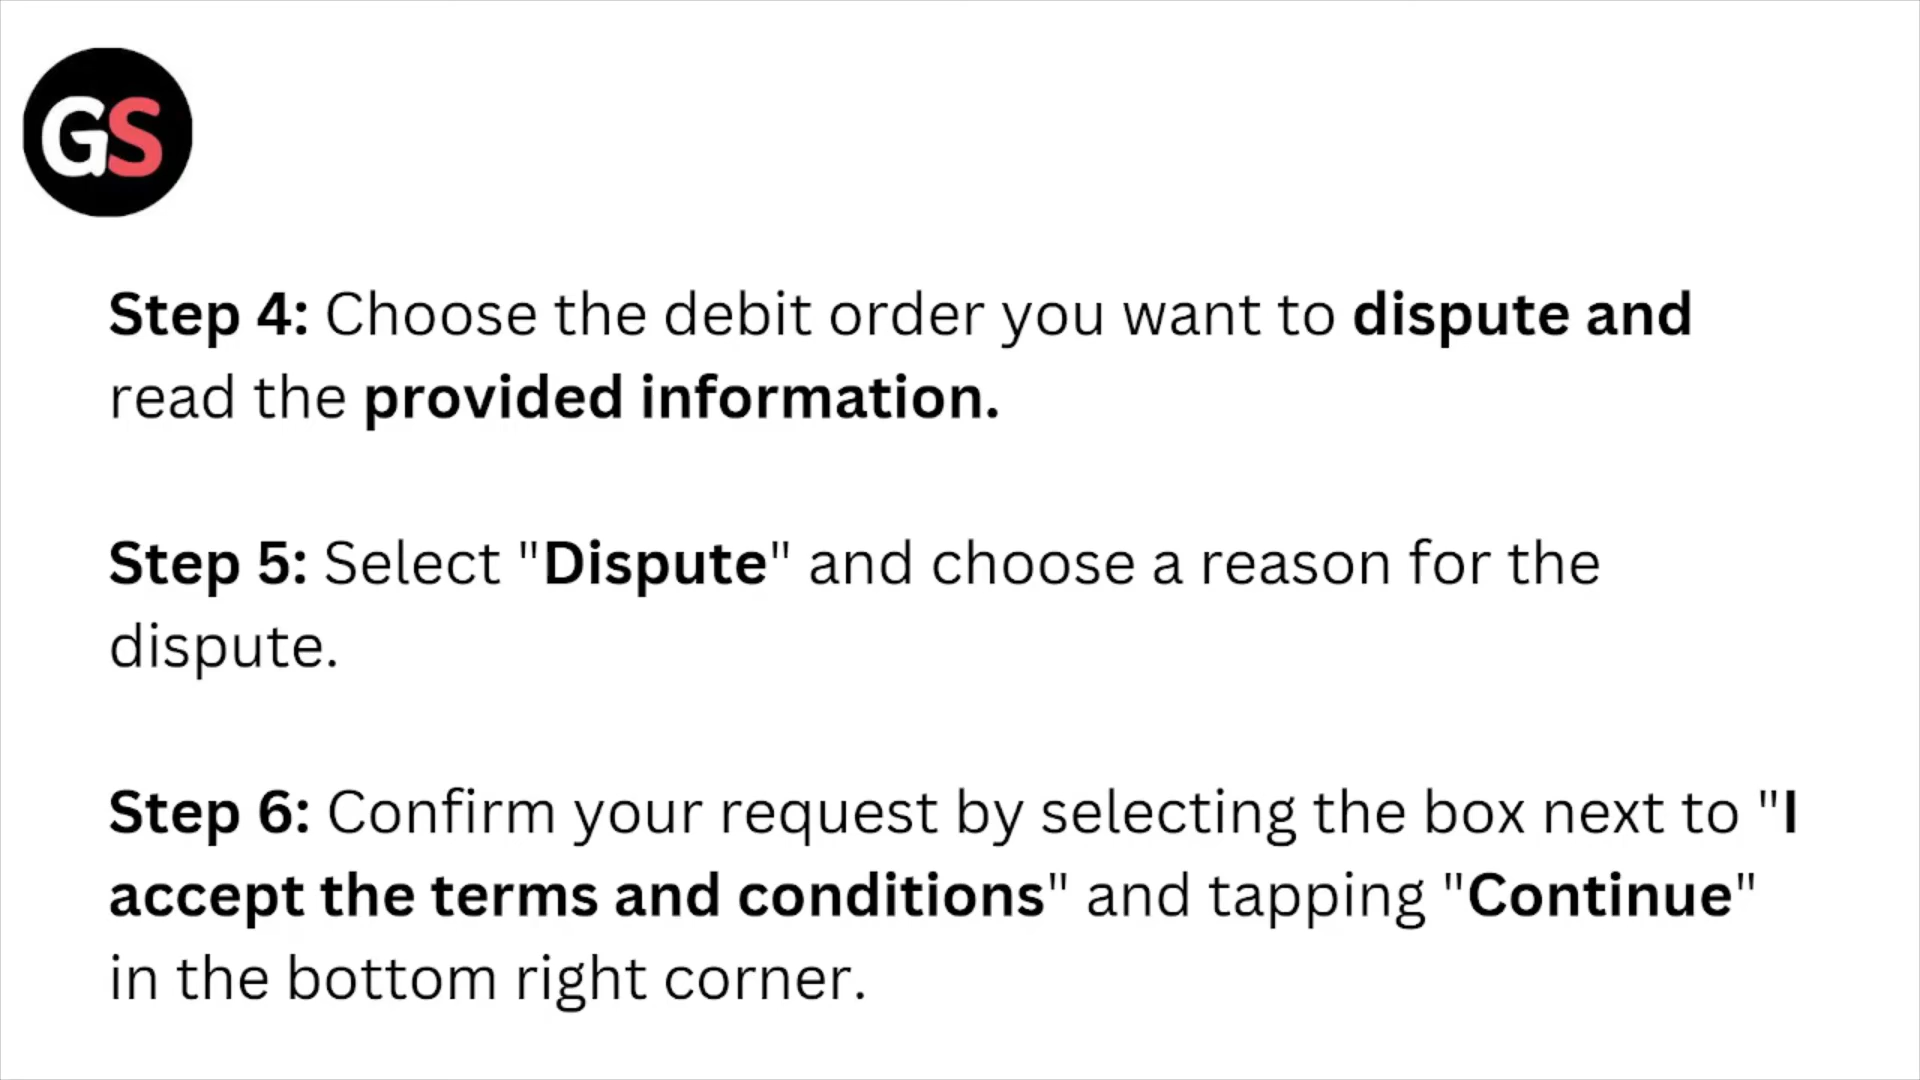 GS
Step 4: Choose the debit order you want to dispute and
read the provided information.
Step 5: Select "Dispute" and choose a reason for the
dispute.
Step 6: Confirm your request by selecting the box next to "I
accept the terms and conditions" and tapping "Continue"
in the bottom right corner.